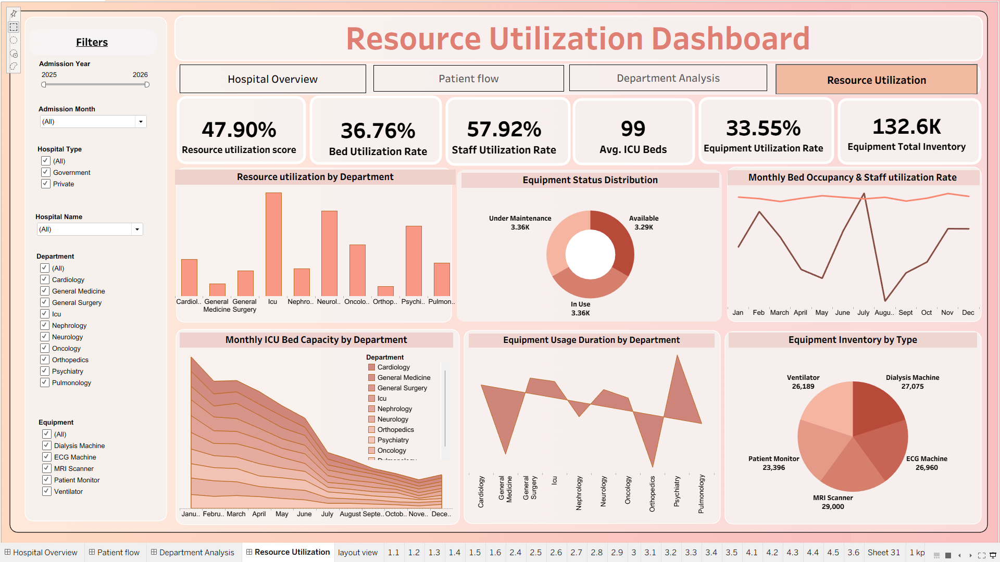 Filters
Admission Year
2025 2026
Admission Month
(All)
Hospital Type
(All)
Government
Private
Hospital Name
(All)
Department
(All)
Cardiology
General Medicine
General Surgery
Icu
Nephrology
Neurology
Oncology
Orthopedics
Psychiatry
Pulmonology
Equipment
(All)
Dialysis Machine
ECG Machine
MRI Scanner
Patient Monitor
Ventilator
Resource Utilization Dashboard
Hospital Overview
Patient flow
Department Analysis
Resource Utilization
47.90%
Resource utilization score
36.76%
Bed Utilization Rate
57.92%
Staff Utilization Rate
99
Avg. ICU Beds
33.55%
Equipment Utilization Rate
132.6K
Equipment Total Inventory
Resource utilization by Department
Cardiol.. General Medicine General Surgery Icu Nephro.. Neurol.. Oncolo.. Orthop.. Psychi.. Pulmon..
Equipment Status Distribution
Under Maintenance
3.36K
Available
3.29K
In Use
3.36K
Monthly Bed Occupancy & Staff utilization Rate
Jan Feb March April May June July Augu.. Sept Oct Nov Dec
Monthly ICU Bed Capacity by Department
Department
Cardiology
General Medicine
General Surgery
Icu
Nephrology
Neurology
Orthopedics
Psychiatry
Oncology
Pulmonology
Janu.. Febru.. March April May June July August Septe.. Octob.. Nove.. Dece..
Equipment Usage Duration by Department
Cardiology
General Medicine
General Surgery
Icu
Nephrology
Neurology
Oncology
Orthopedics
Psychiatry
Pulmonology
Equipment Inventory by Type
Ventilator
26,189
Dialysis Machine
27,075
Patient Monitor
23,396
ECG Machine
26,960
MRI Scanner
29,000
Hospital Overview Patient flow Department Analysis Resource Utilization layout view 1.1 1.2 1.3 1.4 1.5 1.6 2.4 2.5 2.6 2.7 2.8 2.9 3 3.1 3.2 3.3 3.4 3.5 4.1 4.2 4.3 4.4 4.5 3.6 Sheet 31 1 kp